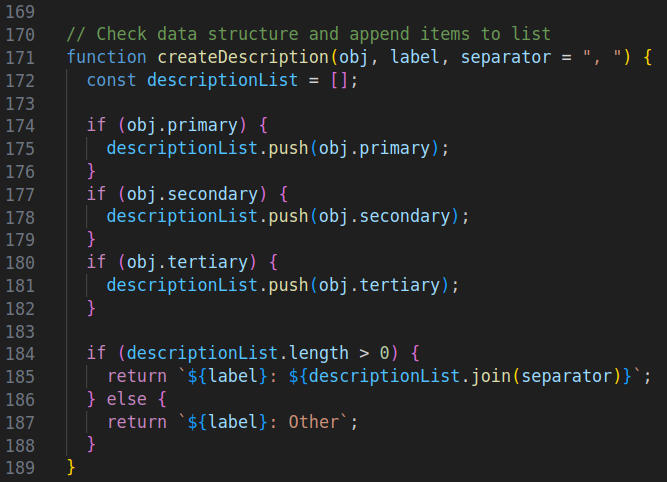 169
170 // Check data structure and append items to list
171 function createDescription(obj, label, separator = ", ") {
172   const descriptionList = [];
173
174   if (obj.primary) {
175     descriptionList.push(obj.primary);
176   }
177   if (obj.secondary) {
178     descriptionList.push(obj.secondary);
179   }
180   if (obj.tertiary) {
181     descriptionList.push(obj.tertiary);
182   }
183
184   if (descriptionList.length > 0) {
185     return `${label}: ${descriptionList.join(separator)}`;
186   } else {
187     return `${label}: Other`;
188   }
189 }